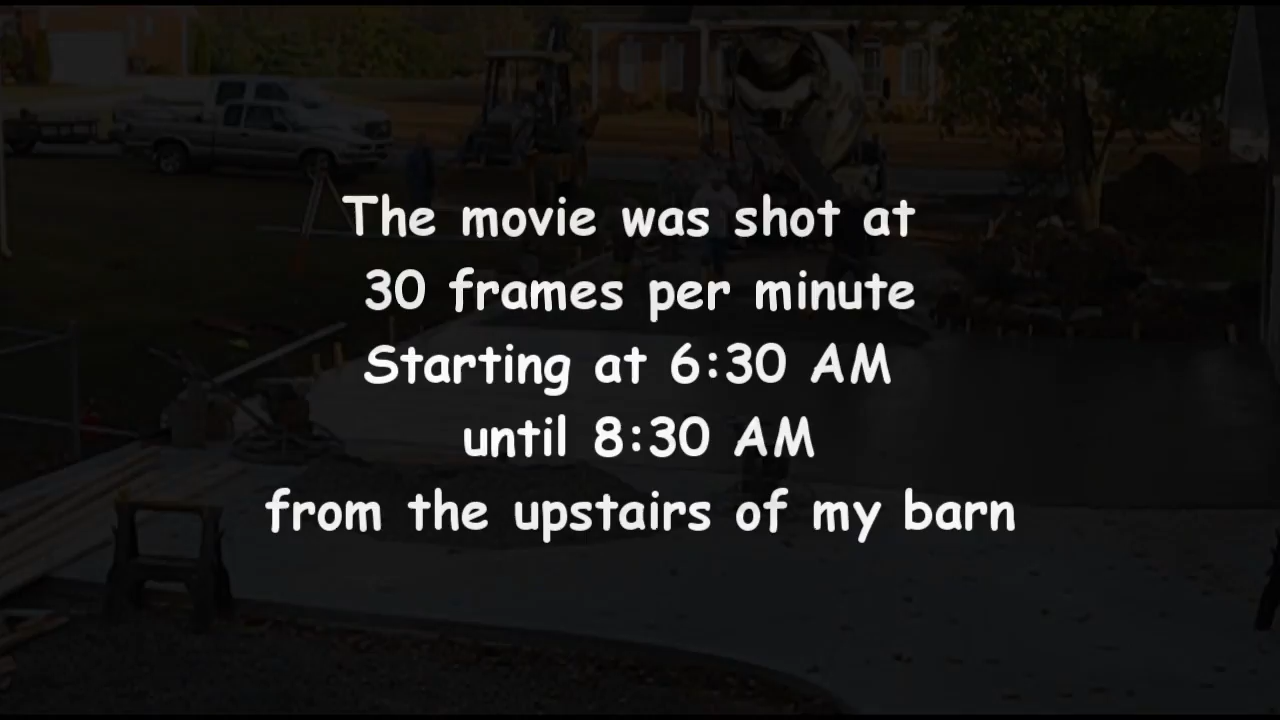 The movie was shot at
30 frames per minute
Starting at 6:30 AM
until 8:30 AM
from the upstairs of my barn